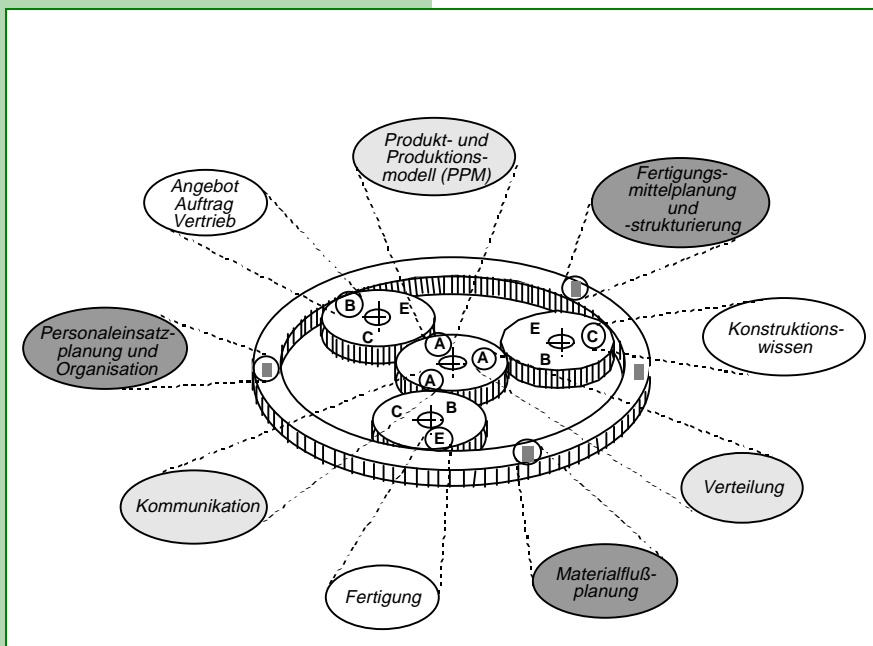 Produkt- und
Produktions-
modell (PPM)
Fertigungs-
mittelplanung
und
-strukturierung
Angebot
Auftrag
Vertrieb
B
E
C
E
C
B
A
A
A
Personaleinsatz-
planung und
Organisation
Konstruktions-
wissen
C
B
E
Kommunikation
Verteilung
Fertigung
Materialfluß-
planung